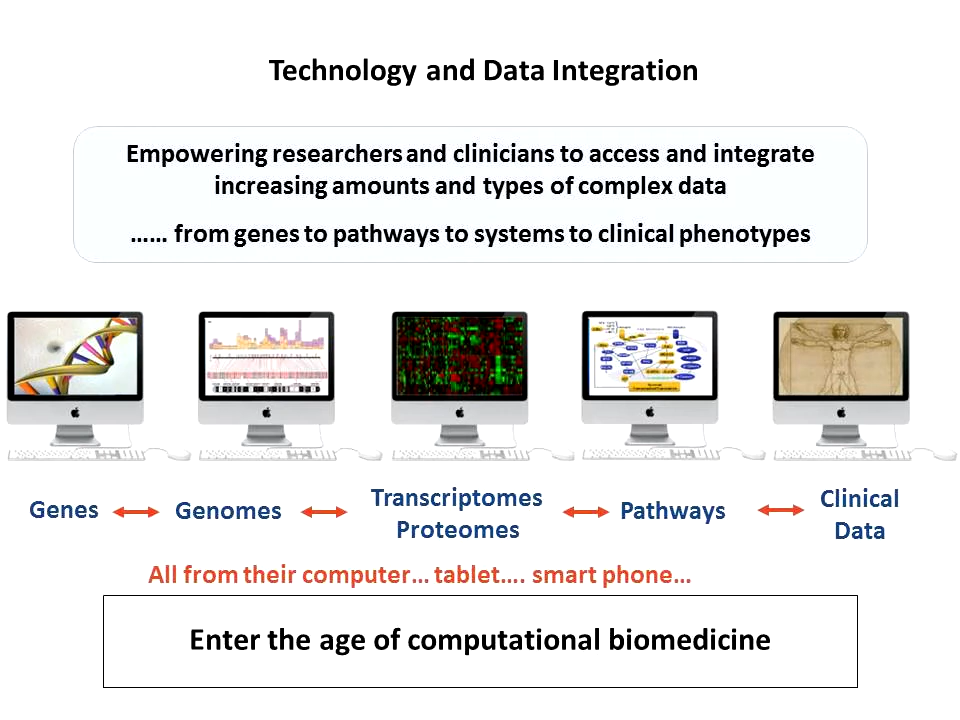 Technology and Data Integration
Empowering researchers and clinicians to access and integrate
increasing amounts and types of complex data
…… from genes to pathways to systems to clinical phenotypes
Genes
Genomes
Transcriptomes
Proteomes
Pathways
Clinical
Data
All from their computer… tablet…. smart phone…
Enter the age of computational biomedicine